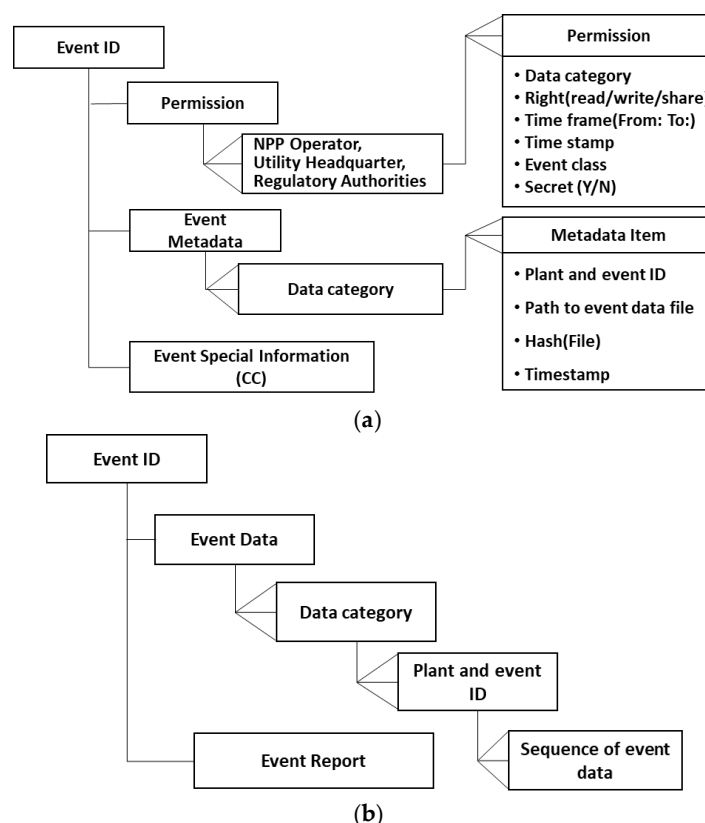 Event ID
Permission
NPP Operator,
Utility Headquarter,
Regulatory Authorities
Permission
• Data category
• Right(read/write/share)
• Time frame(From: To:)
• Time stamp
• Event class
• Secret (Y/N)
Event
Metadata
Data category
Metadata Item
• Plant and event ID
• Path to event data file
• Hash(File)
• Timestamp
Event Special Information
(CC)
(a)
Event ID
Event Data
Data category
Plant and event
ID
Sequence of event
data
Event Report
(b)